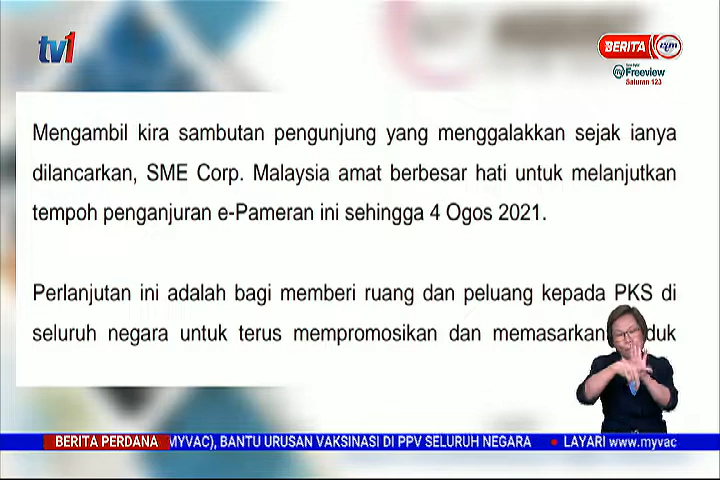 tv1
BERITA rtm
Freeview
Saluran 123
Mengambil kira sambutan pengunjung yang menggalakkan sejak ianya
dilancarkan, SME Corp. Malaysia amat berbesar hati untuk melanjutkan
tempoh penganjuran e-Pameran ini sehingga 4 Ogos 2021.
Perlanjutan ini adalah bagi memberi ruang dan peluang kepada PKS di
seluruh negara untuk terus mempromosikan dan memasarkan duk
BERITA PERDANA MYVAC), BANTU URUSAN VAKSINASI DI PPV SELURUH NEGARA • LAYARI www.myvac